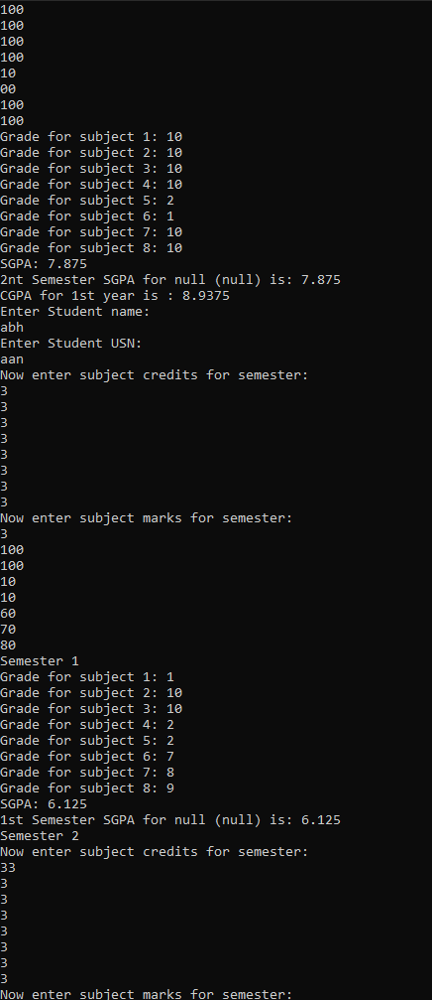 100
100
100
100
10
00
100
100
Grade for subject 1: 10
Grade for subject 2: 10
Grade for subject 3: 10
Grade for subject 4: 10
Grade for subject 5: 2
Grade for subject 6: 1
Grade for subject 7: 10
Grade for subject 8: 10
SGPA: 7.875
2nt Semester SGPA for null (null) is: 7.875
CGPA for 1st year is : 8.9375
Enter Student name:
abh
Enter Student USN:
aan
Now enter subject credits for semester:
3
3
3
3
3
3
3
3
Now enter subject marks for semester:
3
100
100
10
10
60
70
80
Semester 1
Grade for subject 1: 1
Grade for subject 2: 10
Grade for subject 3: 10
Grade for subject 4: 2
Grade for subject 5: 2
Grade for subject 6: 7
Grade for subject 7: 8
Grade for subject 8: 9
SGPA: 6.125
1st Semester SGPA for null (null) is: 6.125
Semester 2
Now enter subject credits for semester:
33
3
3
3
3
3
3
3
Now enter subject marks for semester: